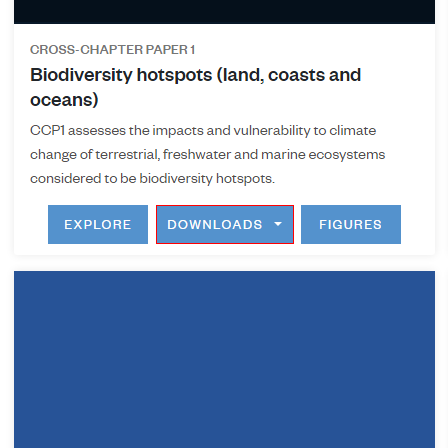 CROSS-CHAPTER PAPER 1
Biodiversity hotspots (land, coasts and
oceans)
CCP1 assesses the impacts and vulnerability to climate
change of terrestrial, freshwater and marine ecosystems
considered to be biodiversity hotspots.
EXPLORE DOWNLOADS FIGURES